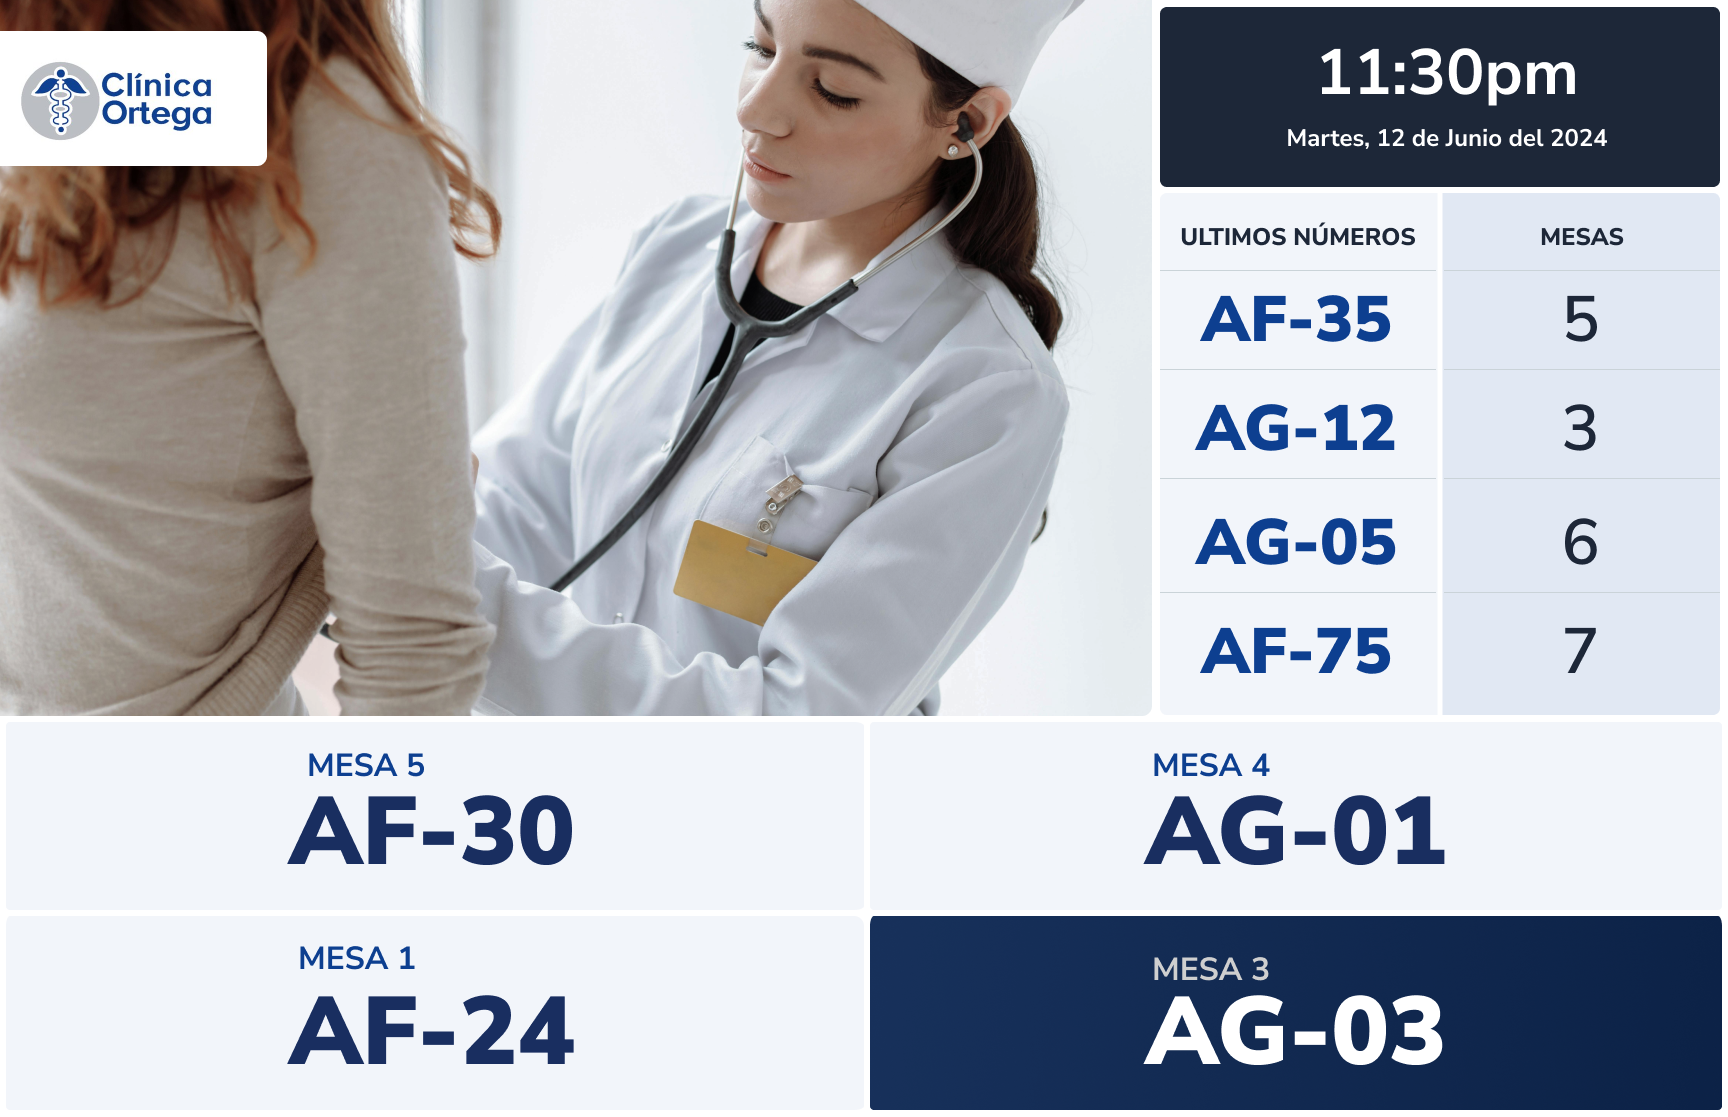 Clínica
Ortega
11:30pm
Martes, 12 de Junio del 2024
ULTIMOS NÚMEROS MESAS
AF-35 5
AG-12 3
AG-05 6
AF-75 7
MESA 5
AF-30
MESA 4
AG-01
MESA 1
AF-24
MESA 3
AG-03